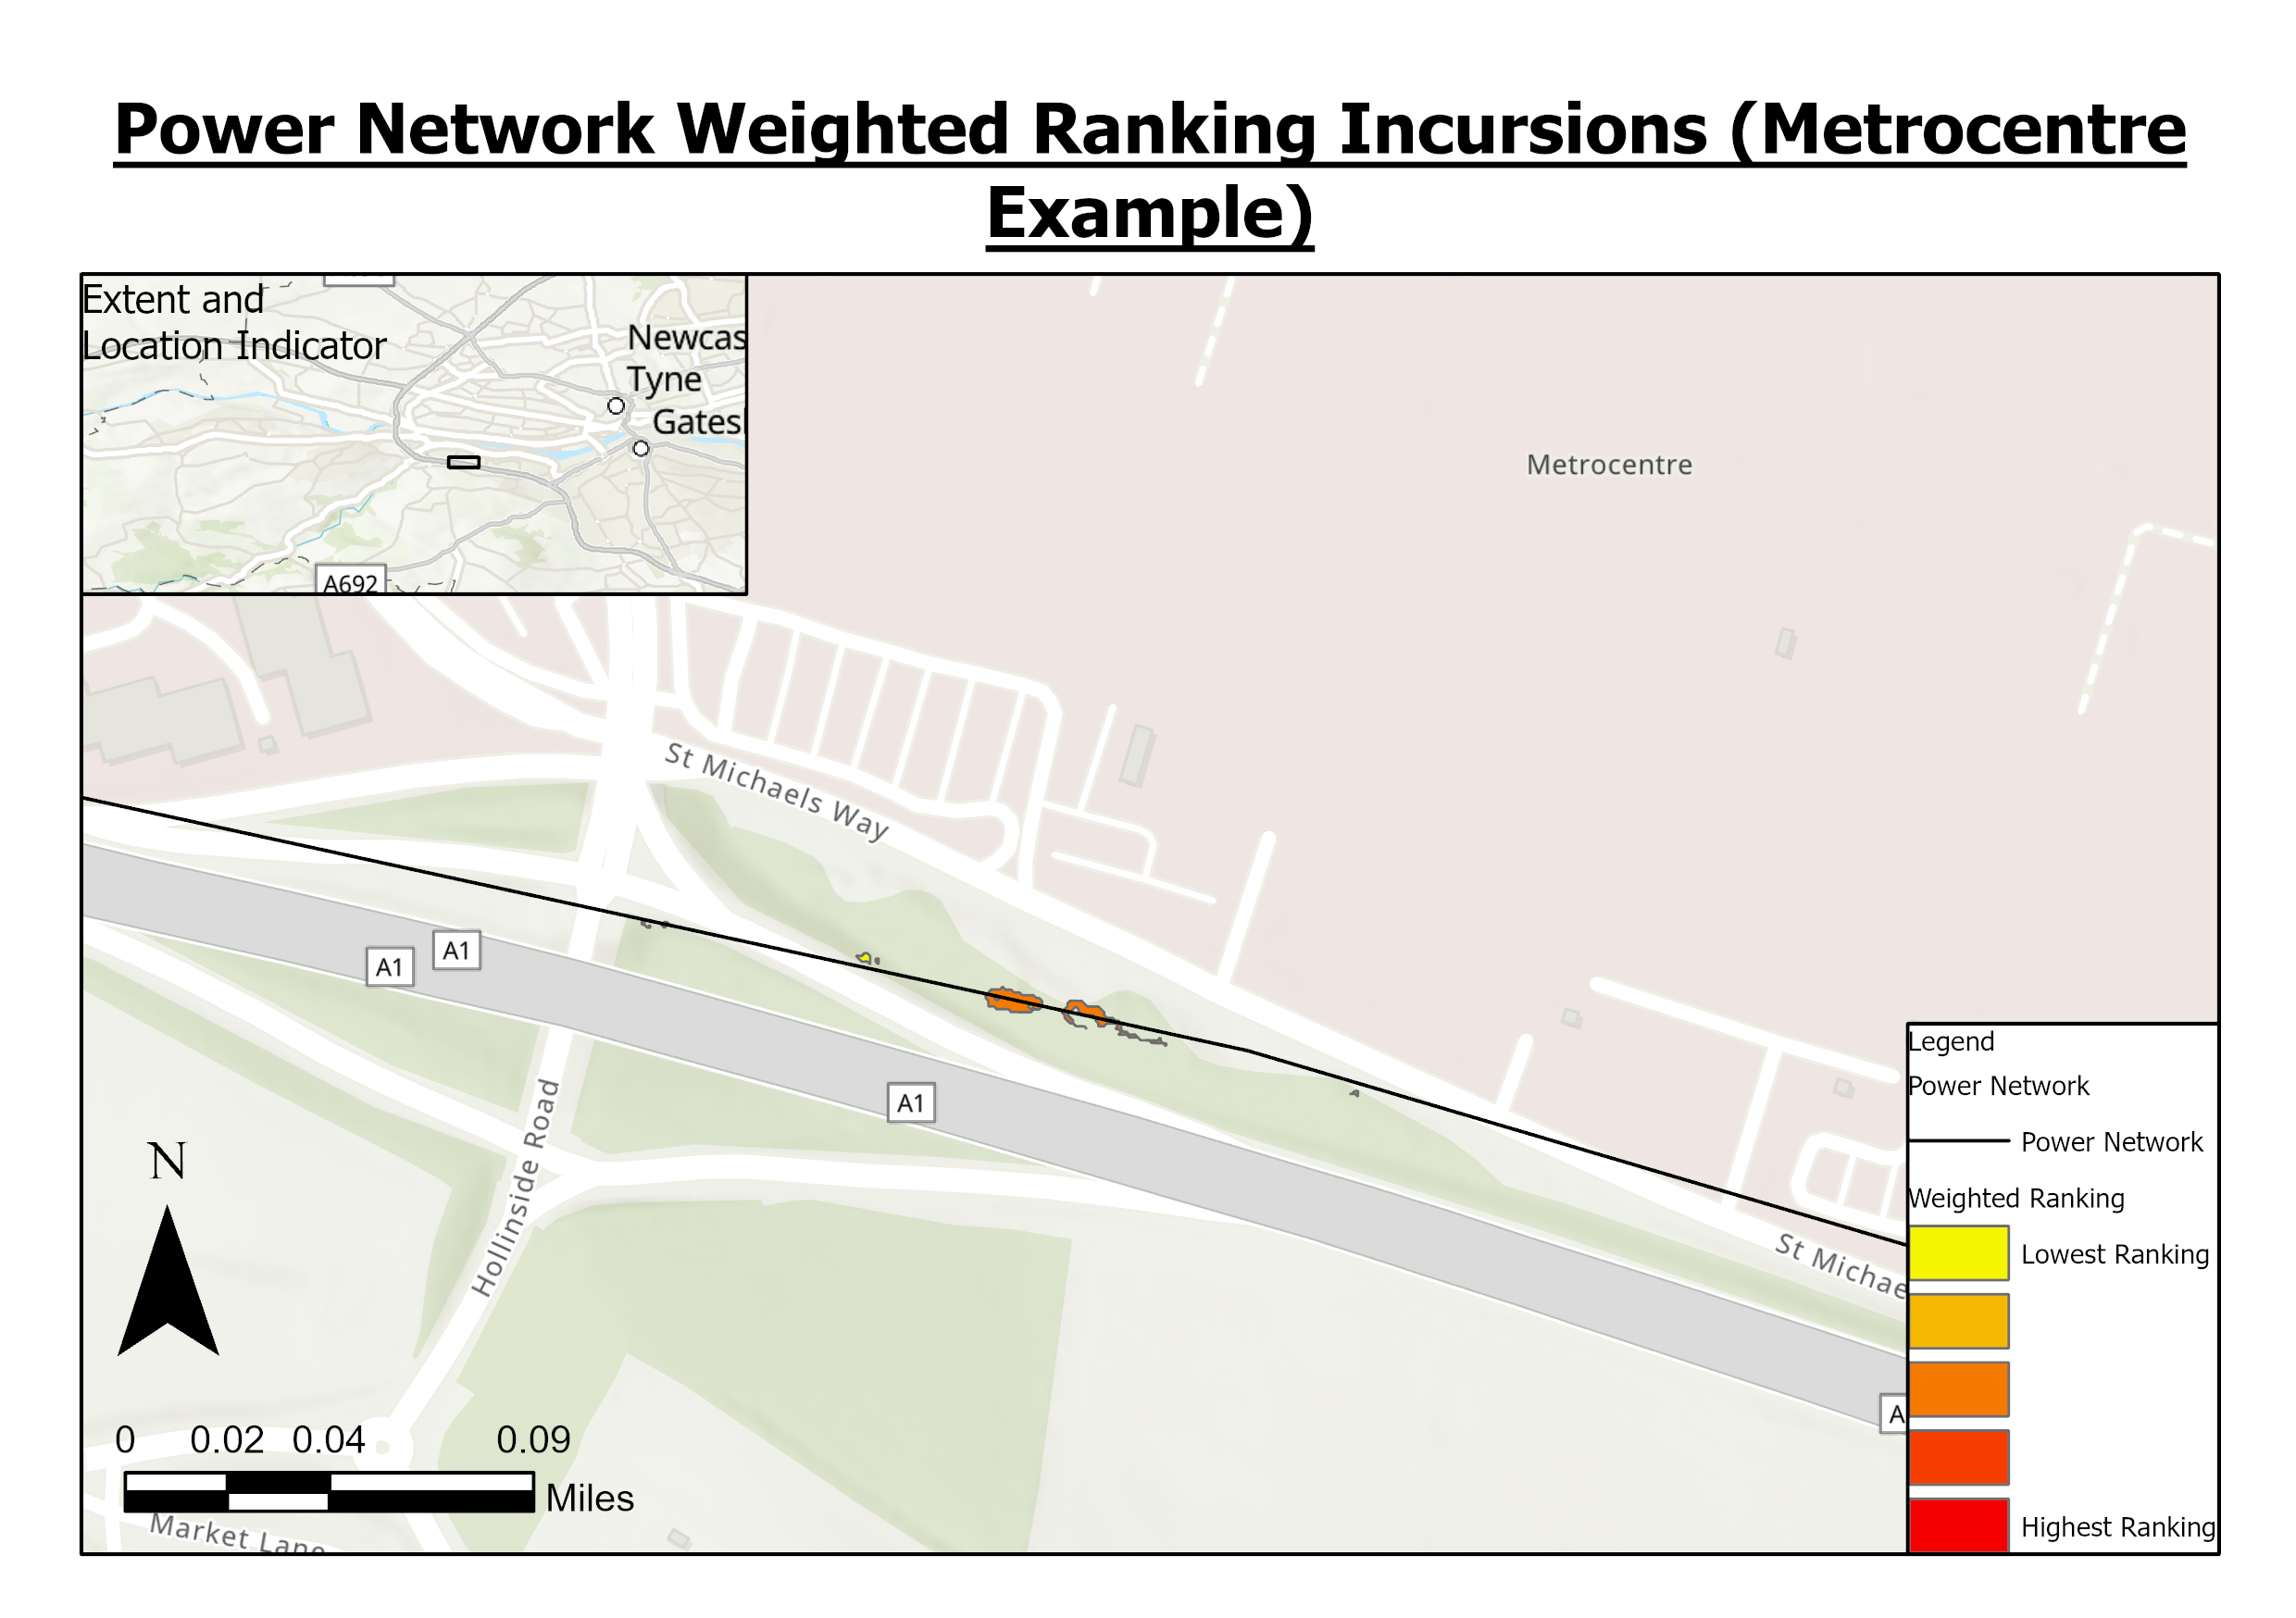 Power Network Weighted Ranking Incursions (Metrocentre
Example)
Extent and
Location Indicator
Newcas
Tyne
Gates
A692
Metrocentre
St Michaels Way
A1
A1
A1
Hollinside Road
St Michae
A
N
0 0.02 0.04 0.09
Miles
Market Lane
Legend
Power Network
Power Network
Weighted Ranking
Lowest Ranking
Highest Ranking